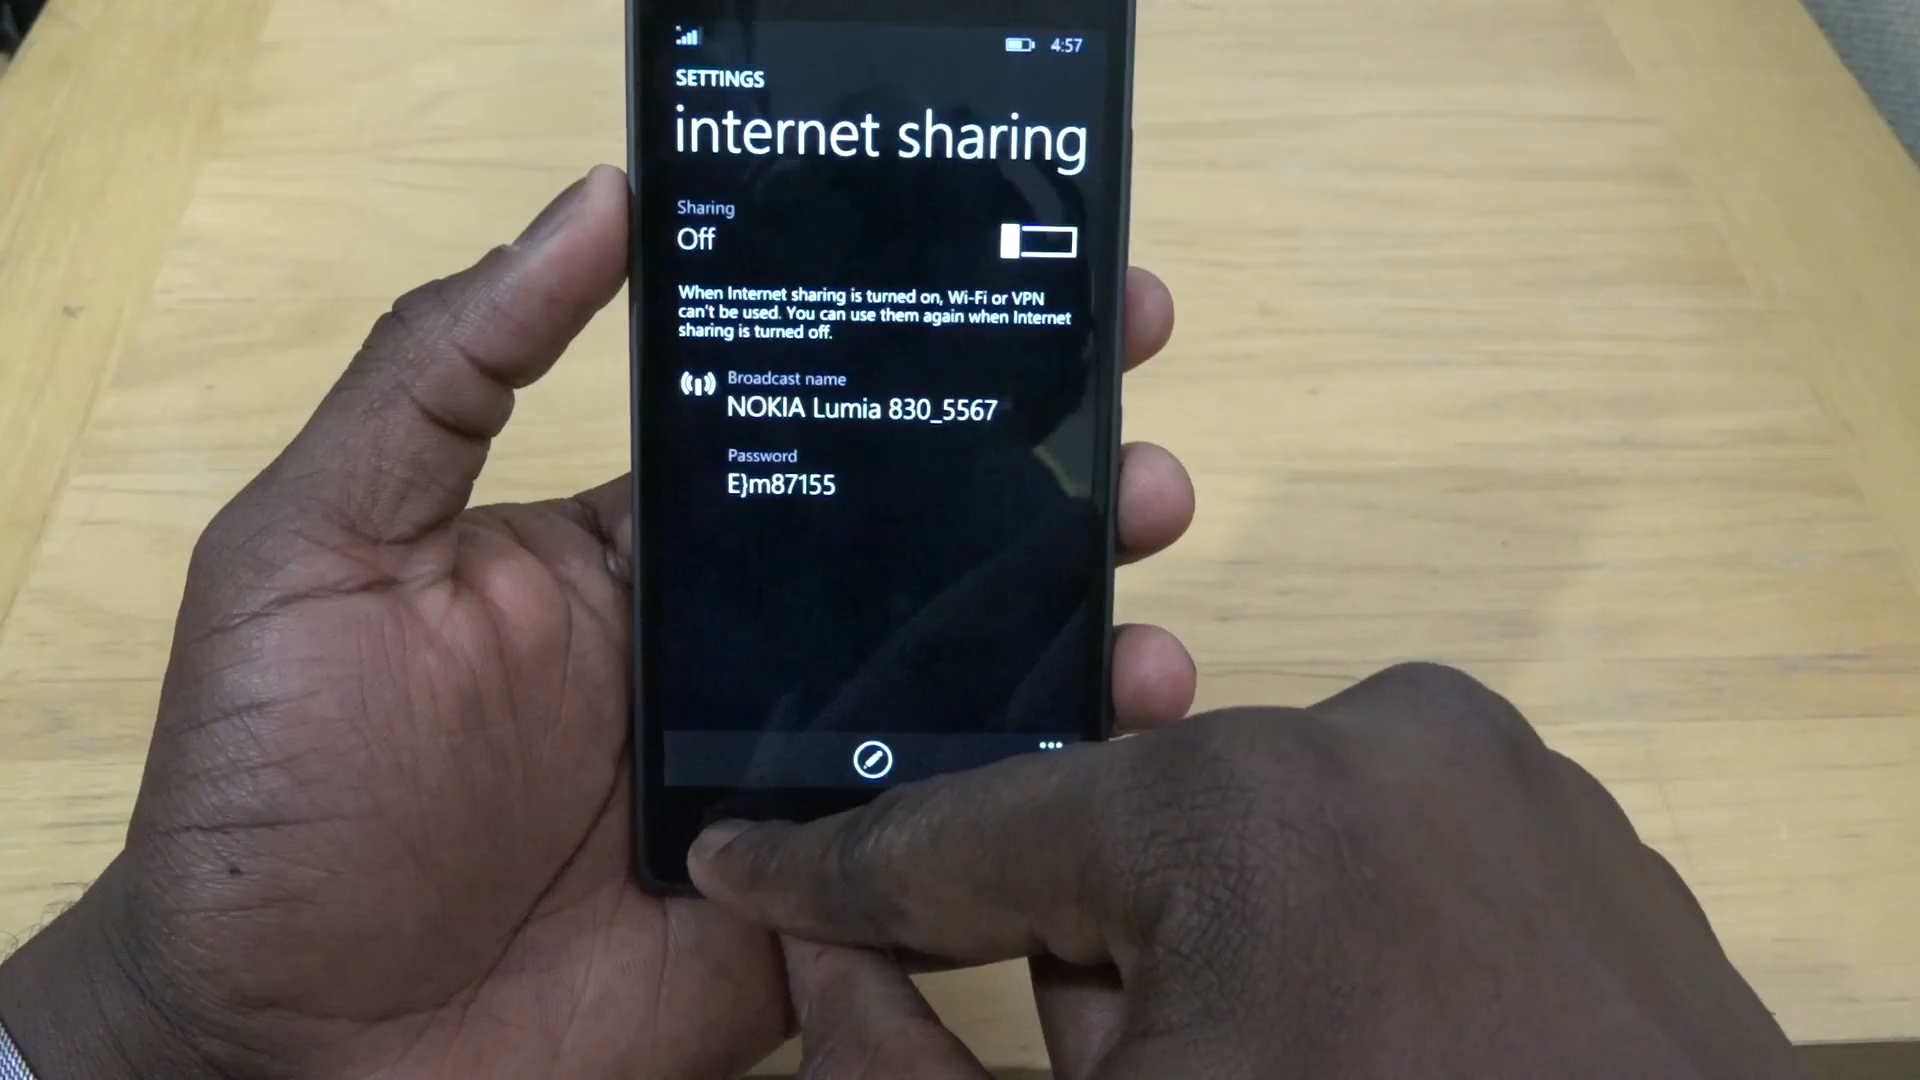 4:57
SETTINGS
internet sharing
Sharing
Off
When Internet sharing is turned on, Wi-Fi or VPN
can't be used. You can use them again when Internet
sharing is turned off.
Broadcast name
NOKIA Lumia 830_5567
Password
E}m87155